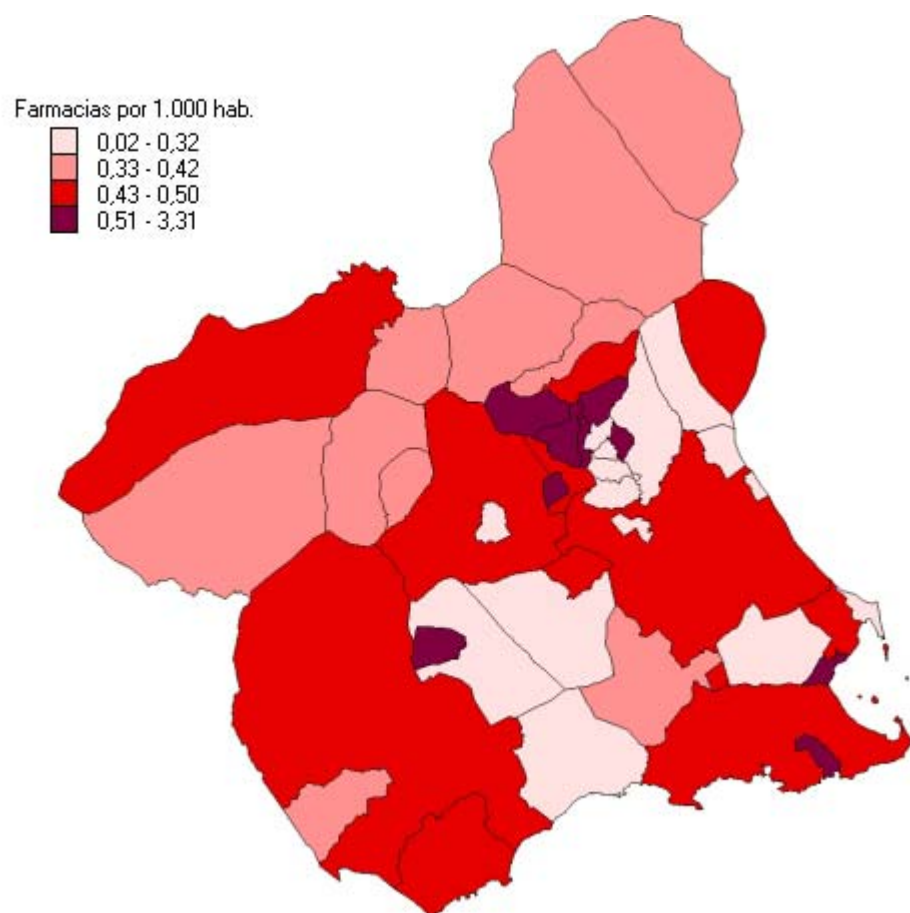 Farmacias por 1.000 hab.
0,02 - 0,32
0,33 - 0,42
0,43 - 0,50
0,51 - 3,31